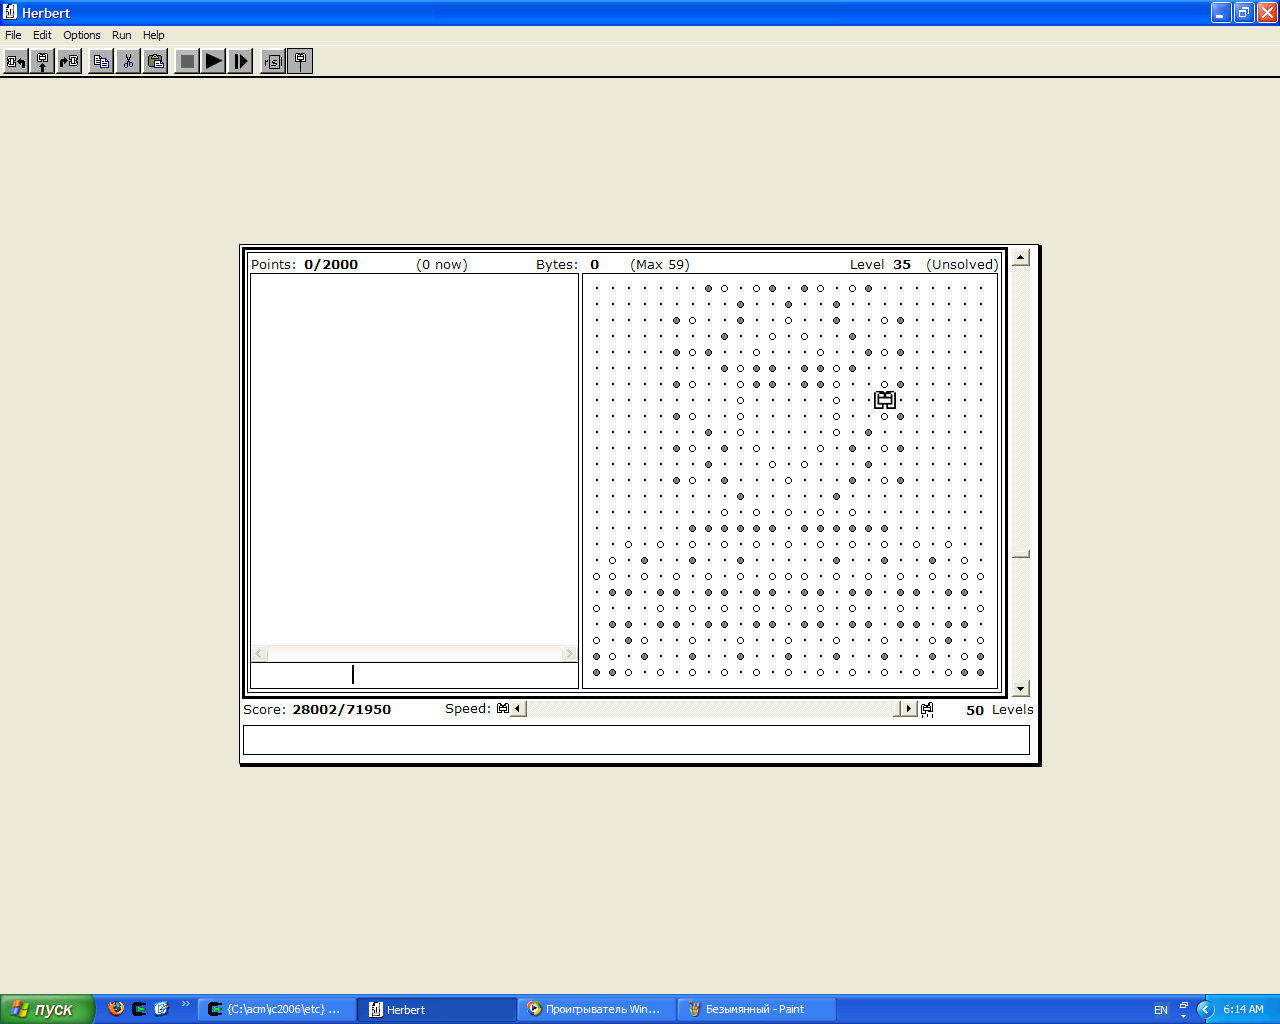 Herbert
File Edit Options Run Help
r s l
Points: 0/2000 (0 now) Bytes: 0 (Max 59) Level 35 (Unsolved)
Score: 28002/71950 Speed: 50 Levels
пуск {C:\acm\ic2006\etc} ... Herbert Проигрыватель Win... Безымянный - Paint EN 6:14 AM